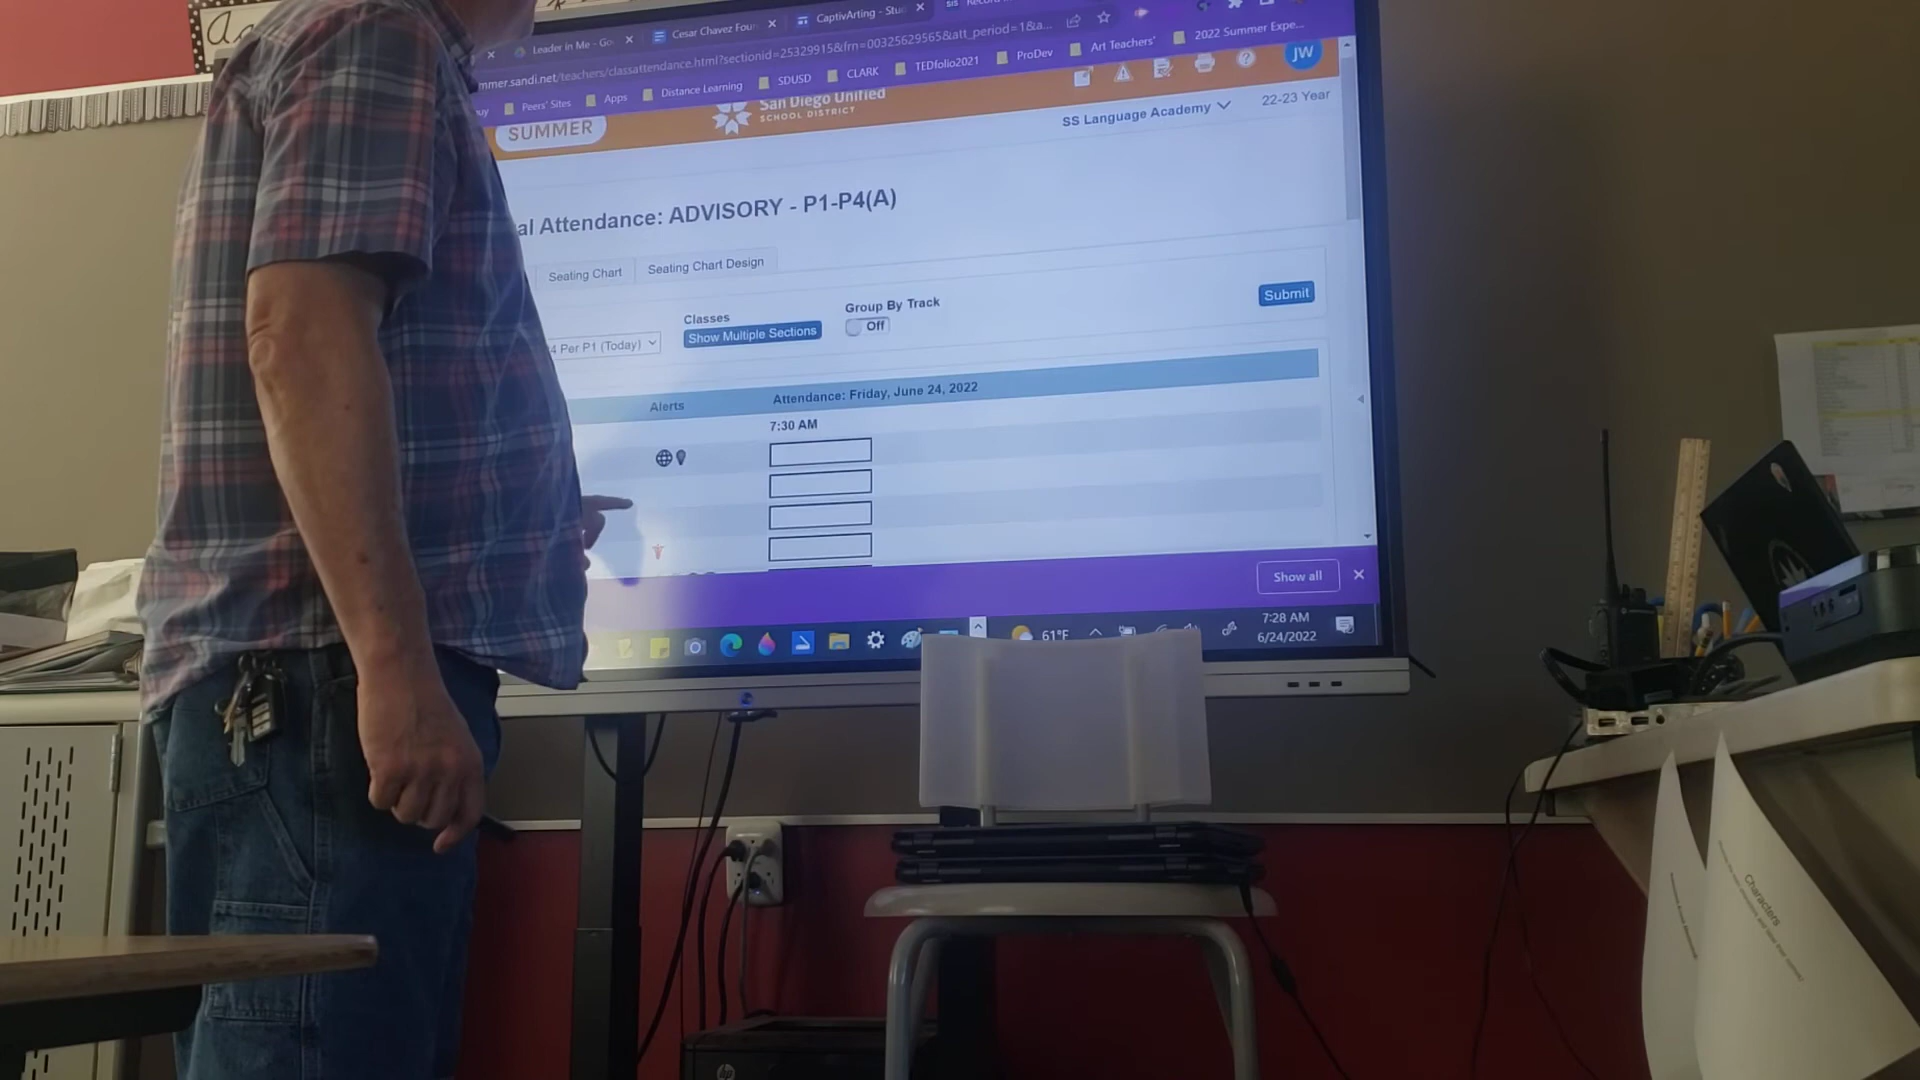 Leader in Me - Go
Cesar Chavez Four
CaptivArting - Stu
mmer.sandi.net/teachers/classattendance.html?sectionid=25329915&frn=00325629565&att_period=1&a...
Peers' Sites
Apps
Distance Learning
SDUSD
CLARK
TEDfolio2021
ProDev
Art Teachers'
2022 Summer Expe...
JW
SUMMER
San Diego Unified
SCHOOL DISTRICT
SS Language Academy
22-23 Year
al Attendance: ADVISORY - P1-P4(A)
Seating Chart
Seating Chart Design
4 Per P1 (Today)
Classes
Show Multiple Sections
Group By Track
Off
Submit
Alerts
Attendance: Friday, June 24, 2022
7:30 AM
Show all
61°F
7:28 AM
6/24/2022
Characters
hp